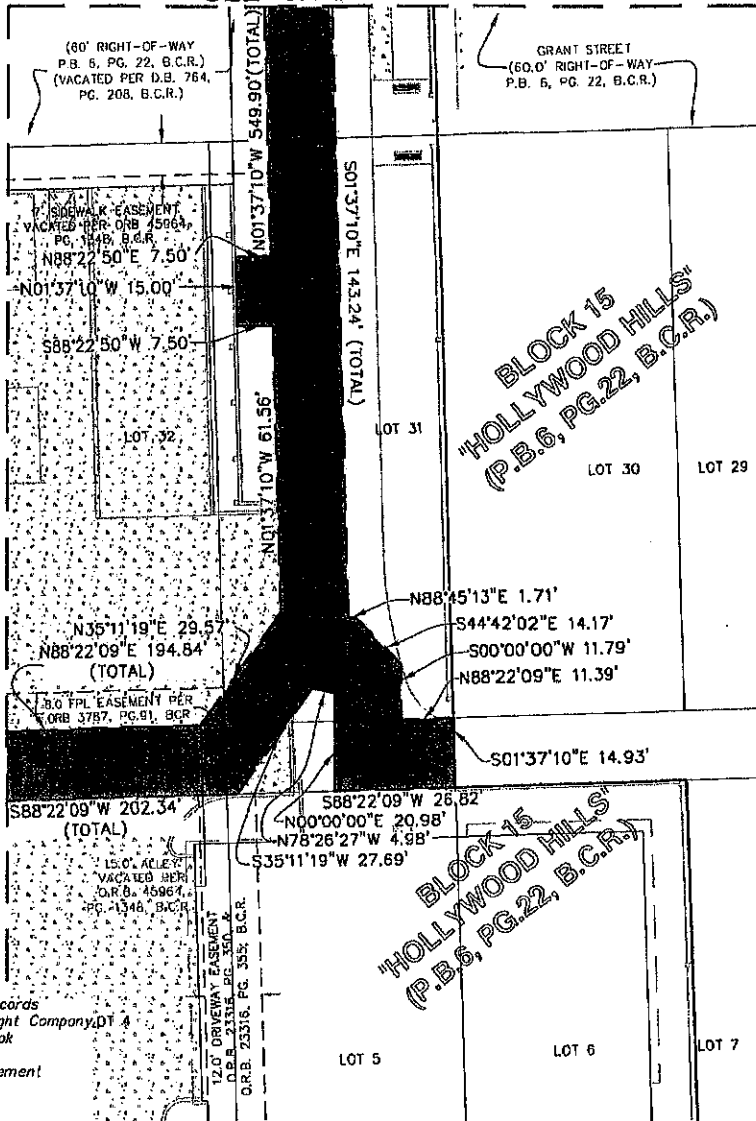 (60' RIGHT-OF-WAY
P.B. 6, PG. 22, B.C.R.)
(VACATED PER D.B. 764,
PG. 208, B.C.R.)
GRANT STREET
(60.0' RIGHT-OF-WAY
P.B. 6, PG. 22, B.C.R.)
N01°37'10"W 549.90'(TOTAL)
7' SIDEWALK EASEMENT
VACATED PER ORB 45964,
PG. 1348, B.C.R.
N88°22'50"E 7.50'
N01°37'10"W 15.00'
S88°22'50"W 7.50'
S01°37'10"E 143.24' (TOTAL)
BLOCK 15
"HOLLYWOOD HILLS"
(P.B.6, PG.22, B.C.R.)
LOT 32
LOT 31
LOT 30
LOT 29
N01°37'10"W 61.56'
N88°45'13"E 1.71'
S44°42'02"E 14.17'
S00°00'00"W 11.79'
N88°22'09"E 11.39'
N35°11'19"E 29.57'
N88°22'09"E 194.84'
(TOTAL)
8.0 FPL EASEMENT PER
ORB 3787, PG.91, BCR
S01°37'10"E 14.93'
S88°22'09"W 202.34'
(TOTAL)
S88°22'09"W 26.82'
N00°00'00"E 20.98'
N78°26'27"W 4.98'
S35°11'19"W 27.69'
15.0' ALLEY
VACATED PER
O.R.B. 45964,
PG. 1348, B.C.R.
BLOCK 15
"HOLLYWOOD HILLS"
(P.B.6, PG.22, B.C.R.)
12.0' DRIVEWAY EASEMENT
O.R.B. 23316, PG. 350, &
O.R.B. 23316, PG. 355, B.C.R.
cords
ght Company
OT 4
ok
ement
LOT 5
LOT 6
LOT 7